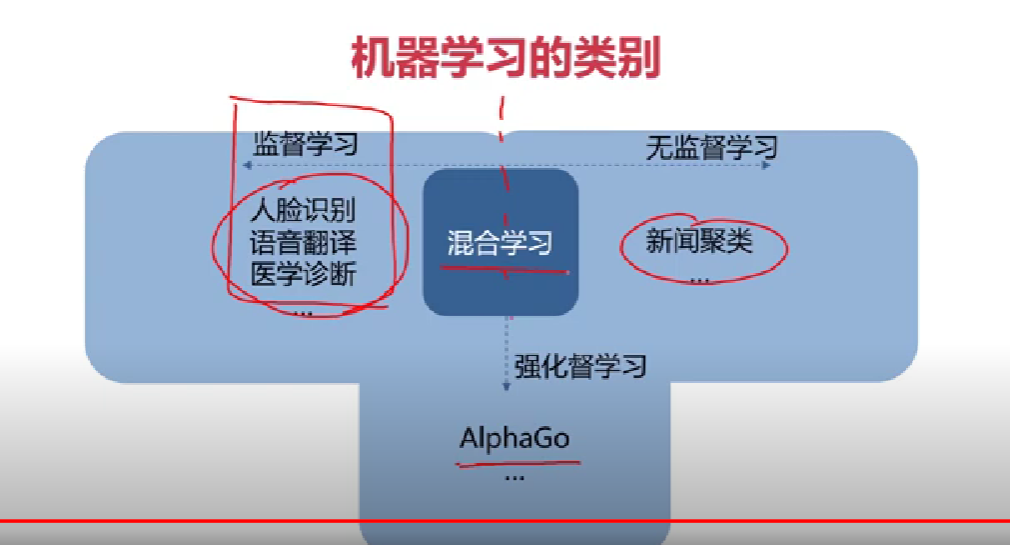 机器学习的类别
监督学习
无监督学习
人脸识别
语音翻译
医学诊断
...
混合学习
新闻聚类
...
强化督学习
AlphaGo
...